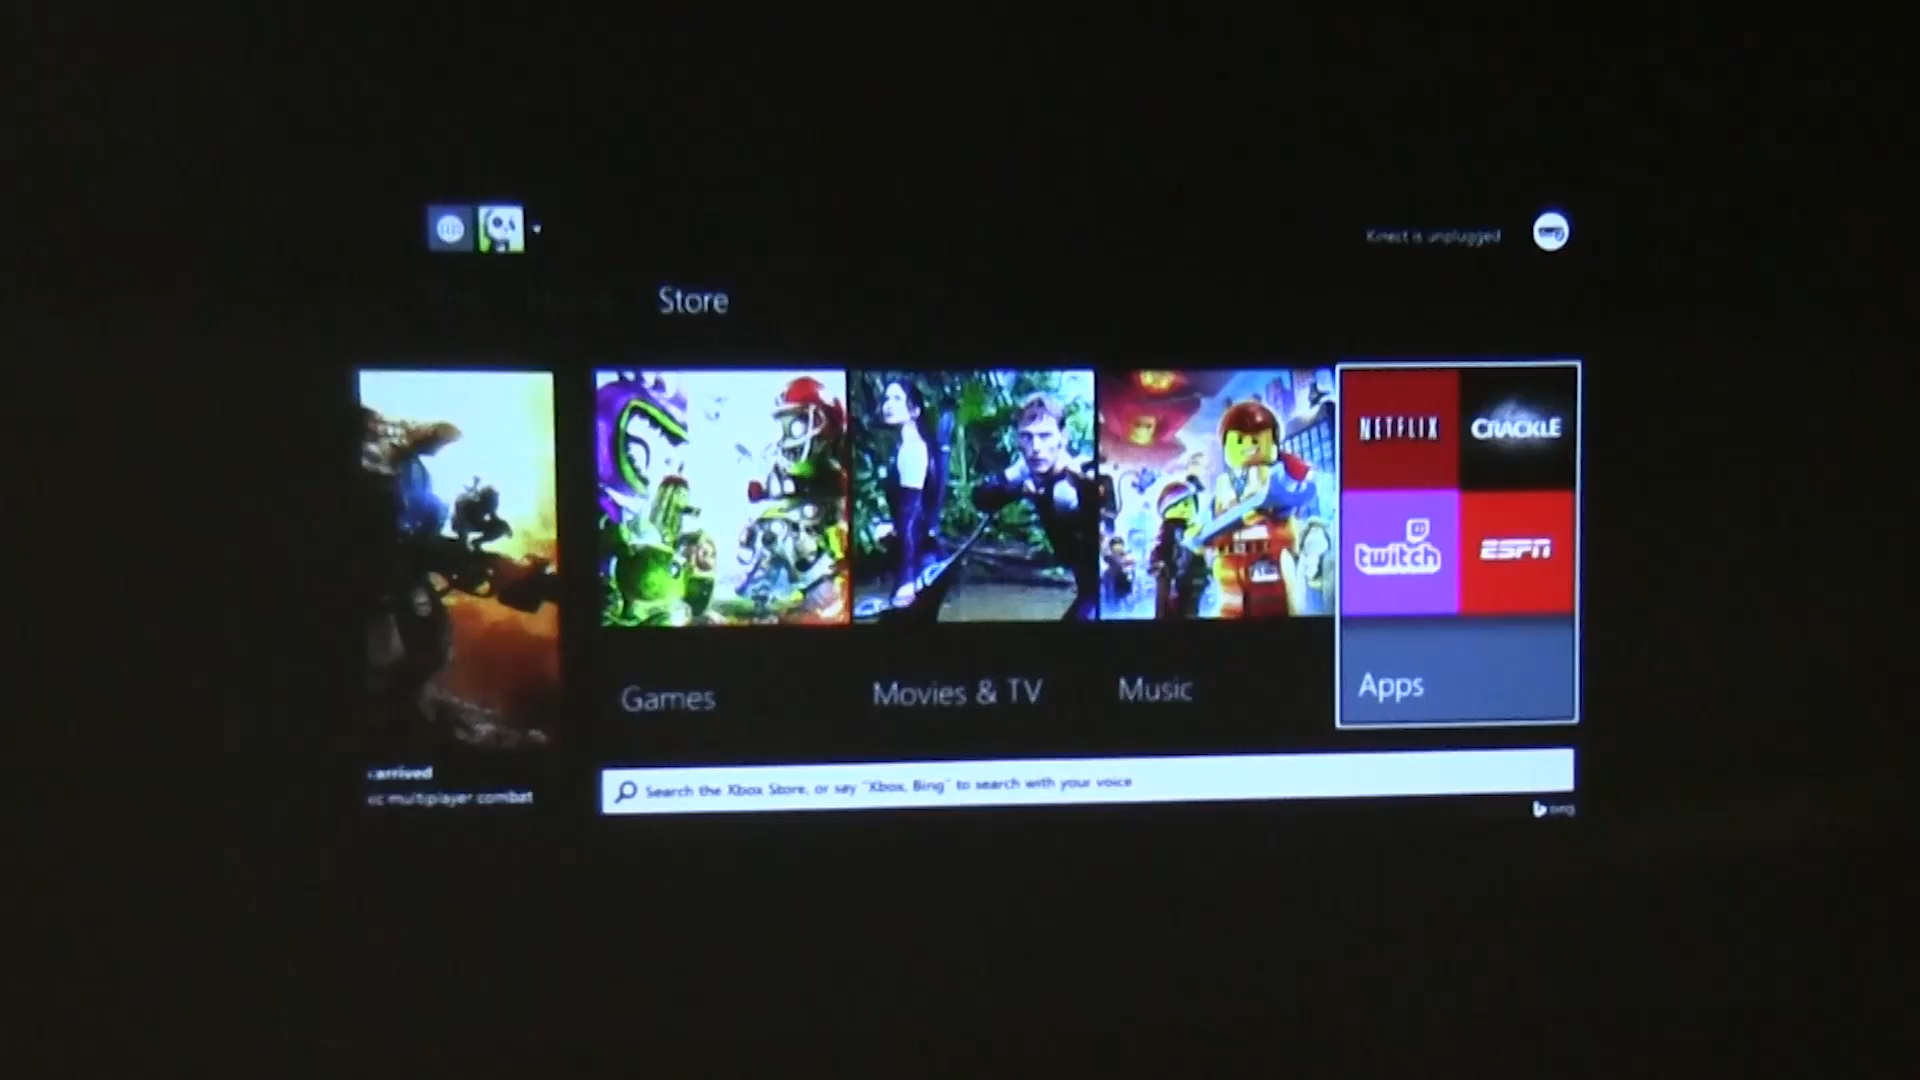 Kinect is unplugged
Store
NETFLIX
CRACKLE
twitch
ESPN
Games
Movies & TV
Music
Apps
arrived
multiplayer combat
Search the Xbox Store, or say "Xbox, Bing" to search with your voice
bing